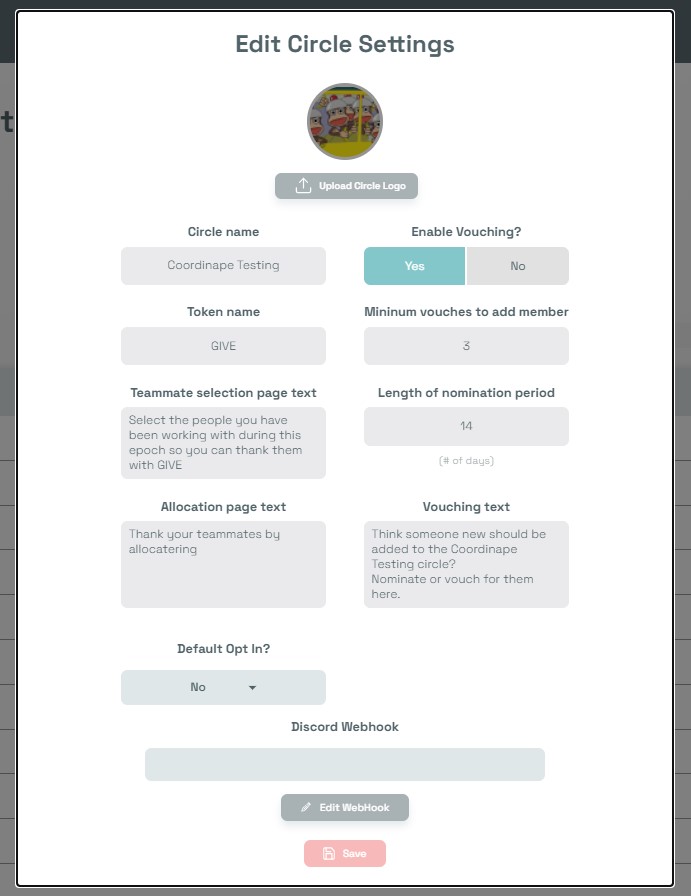 Edit Circle Settings
t
Upload Circle Logo
Circle name
Coordinape Testing
Enable Vouching?
Yes
No
Token name
GIVE
Mininum vouches to add member
3
Teammate selection page text
Select the people you have
been working with during this
epoch so you can thank them
with GIVE
Length of nomination period
14
(# of days)
Allocation page text
Thank your teammates by
allocatering
Vouching text
Think someone new should be
added to the Coordinape
Testing circle?
Nominate or vouch for them
here.
Default Opt In?
No
Discord Webhook
Edit WebHook
Save